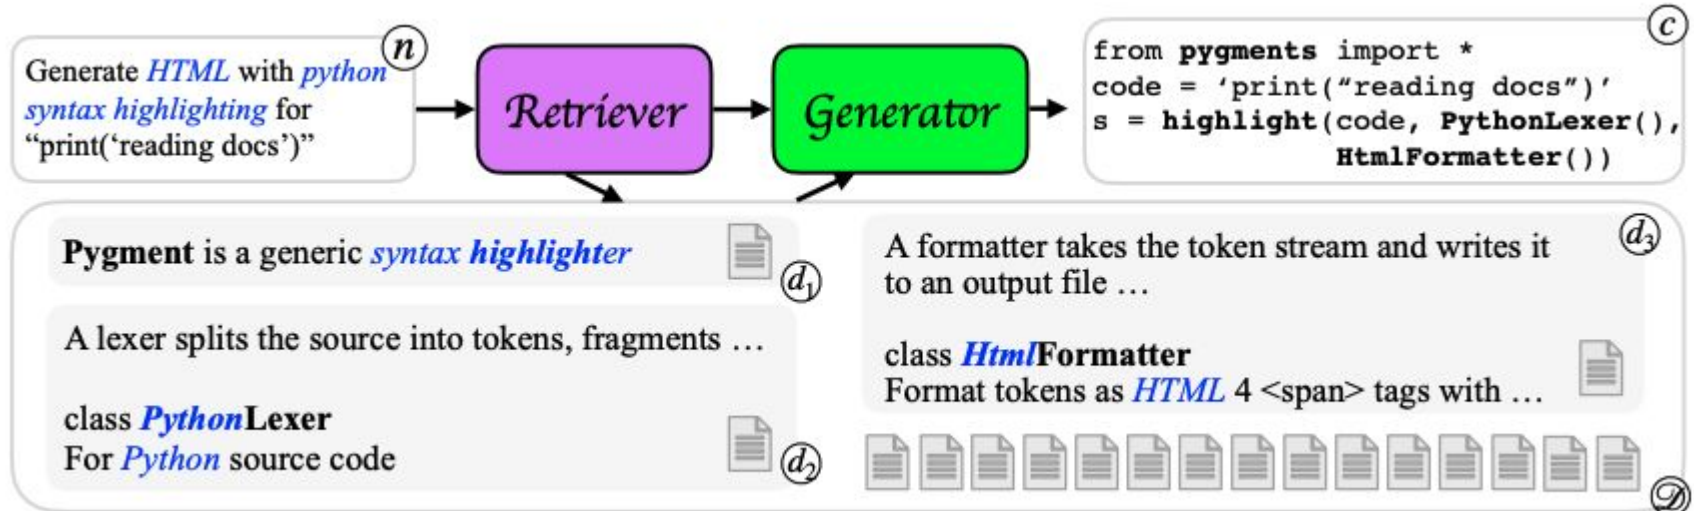 n
Generate HTML with python
syntax highlighting for
“print(‘reading docs’)”
Retriever
Generator
c
from pygments import *
code = ‘print(“reading docs”)’
s = highlight(code, PythonLexer(),
HtmlFormatter())
Pygment is a generic syntax highlighter
d1
A lexer splits the source into tokens, fragments …
class PythonLexer
For Python source code
d2
d3
A formatter takes the token stream and writes it
to an output file …
class HtmlFormatter
Format tokens as HTML 4 <span> tags with …
𝒟